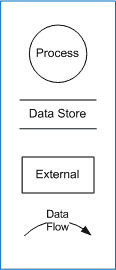 Process
Data Store
External
Data
Flow